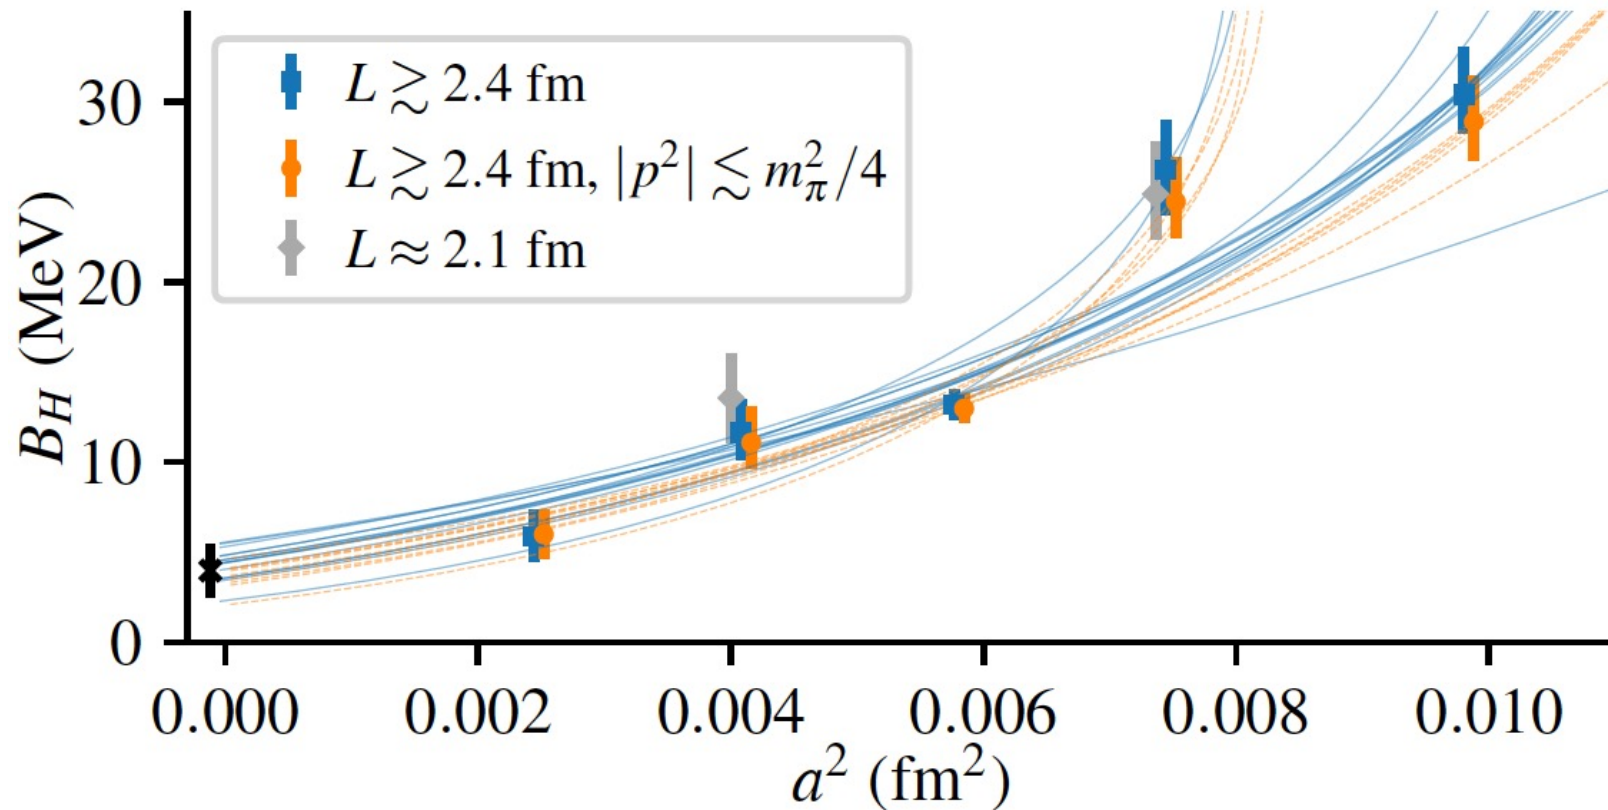 L ≳ 2.4 fm
L ≳ 2.4 fm, |p²| ≲ m²_π/4
L ≈ 2.1 fm
B_H (MeV)
30
20
10
0
0.000 0.002 0.004 0.006 0.008 0.010
a² (fm²)